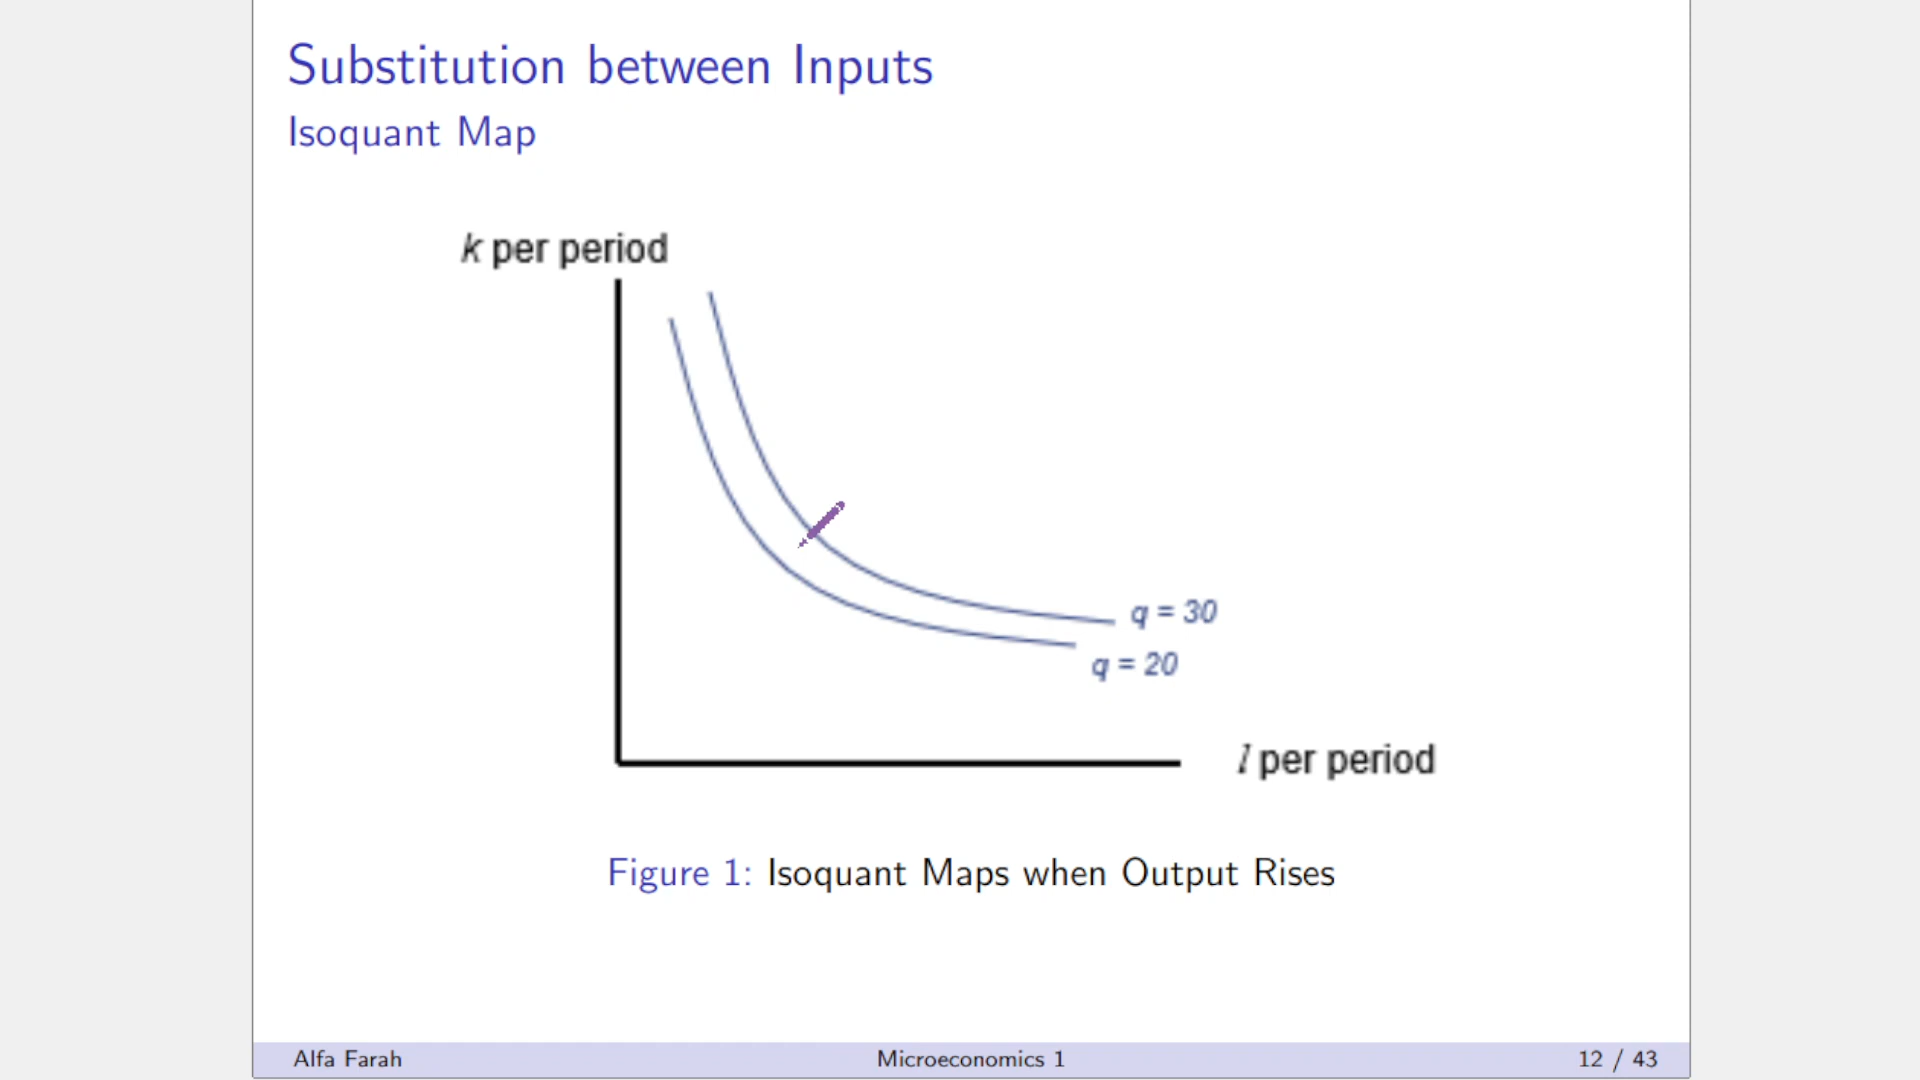 Substitution between Inputs
Isoquant Map
k per period
q = 30
q = 20
l per period
Figure 1: Isoquant Maps when Output Rises
Alfa Farah
Microeconomics 1
12 / 43